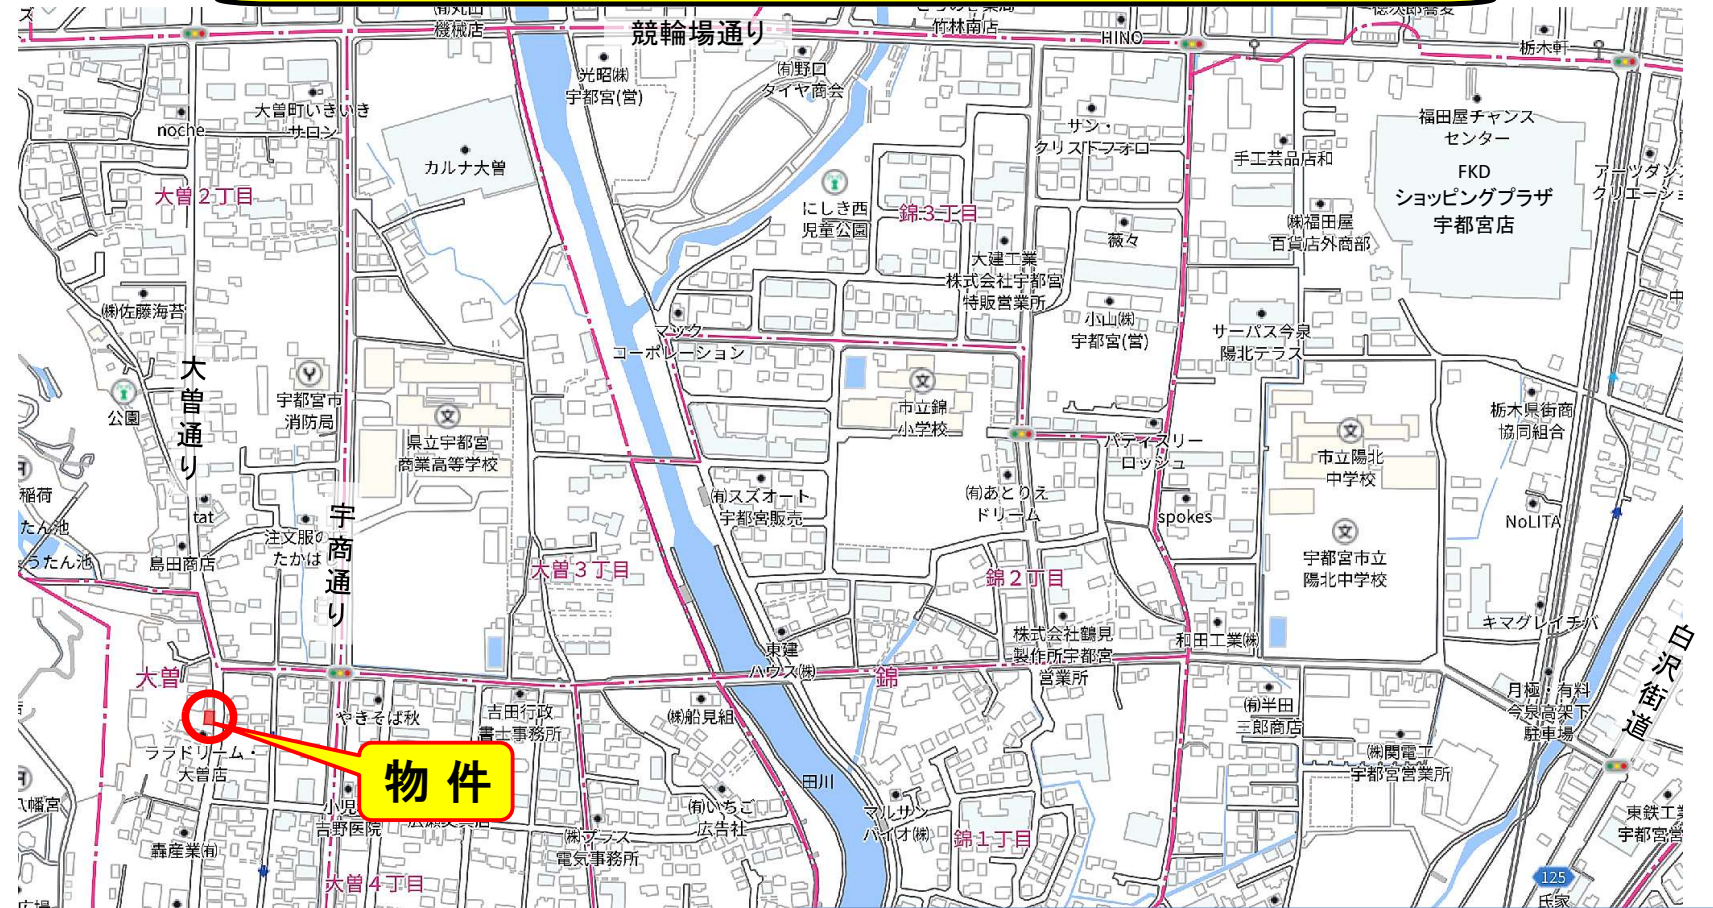 機械店
競輪場通り
竹林南店
HINO
栃木軒
光昭㈱
宇都宮(営)
㈲野口
タイヤ商会
noche
大曽町いきいき
サロン
カルナ大曽
サン・
クリストフォロ
手工芸品店和
福田屋チャンス
センター
FKD
ショッピングプラザ
宇都宮店
大曽２丁目
にしき西
児童公園
錦３丁目
薇々
㈱福田屋
百貨店外商部
大建工業
株式会社宇都宮
特販営業所
㈱佐藤海苔
マック
コーポレーション
小山㈱
宇都宮(営)
サーパス今泉
陽北テラス
大曽通り
公園
宇都宮市
消防局
県立宇都宮
商業高等学校
市立錦
小学校
パティスリー
ロッシュ
市立陽北
中学校
栃木県街商
協同組合
稲荷
tat
宇商通り
㈲スズオート
宇都宮販売
㈲あとりえ
ドリーム
spokes
NoLITA
たん池
うたん池
島田商店
注文服の
たかは
大曽３丁目
錦２丁目
宇都宮市立
陽北中学校
キマグレイチバ
白沢街道
東建
ハウス㈱
株式会社鶴見
製作所宇都宮
営業所
和田工業㈱
大曽
錦
やきそば秋
吉田行政
書士事務所
㈱船見組
㈲半田
三郎商店
月極・有料
今泉高架下
駐車場
ララドリーム・
大曽店
物件
田川
㈱関電工
宇都宮営業所
八幡宮
吉野医院
㈲いちご
広告社
マルサン
バイオ㈱
轟産業㈲
㈱プラス
電気事務所
錦１丁目
東鉄工業
宇都宮営
大曽４丁目
125
氏家